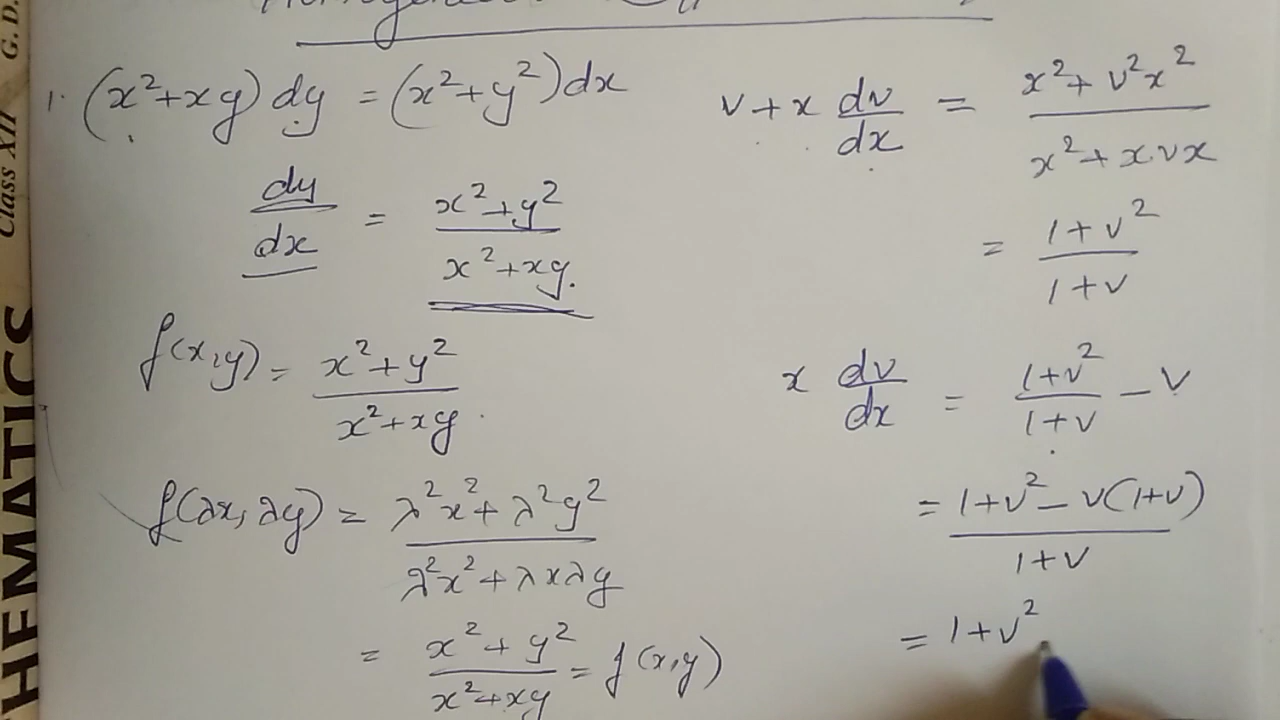 1. (x²+xy) dy = (x²+y²)dx
dy/dx = x²+y² / x²+xy.
f(x,y) = x²+y² / x²+xy.
f(λx, λy) = λ²x²+λ²y² / λ²x²+λxλy
= x²+y² / x²+xy = f(x,y)
v+x dv/dx = x²+v²x² / x²+x.vx
= 1+v² / 1+v
x dv/dx = 1+v² / 1+v − v
= 1+v²−v(1+v) / 1+v
= 1+v²
Class XII